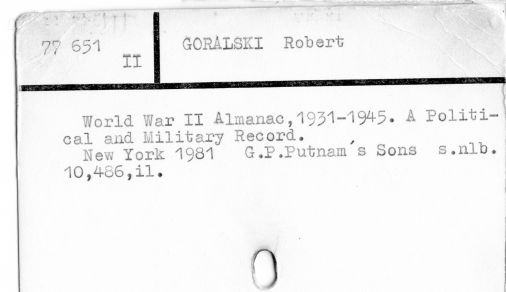 77 651
II
GORALSKI Robert
World War II Almanac,1931-1945. A Politi-
cal and Military Record.
New York 1981 G.P.Putnam's Sons s.nlb.
10,486,il.